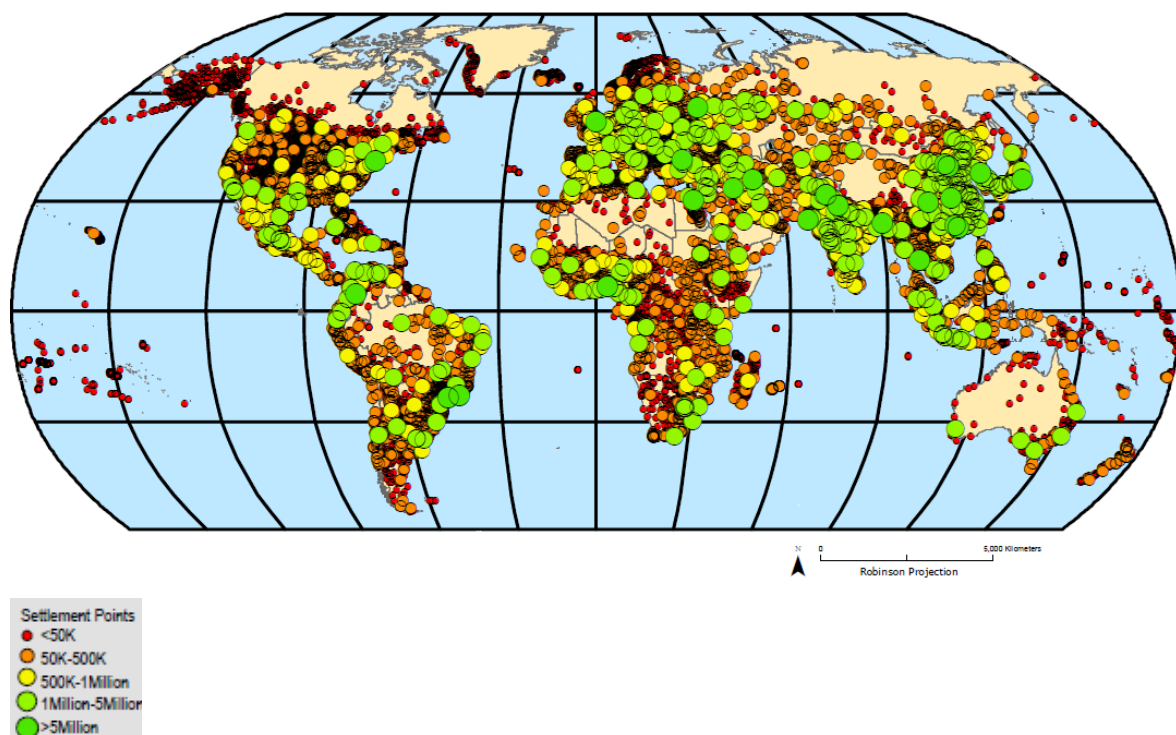 N
0
5,000 Kilometers
Robinson Projection
Settlement Points
<50K
50K-500K
500K-1Million
1Million-5Million
>5Million